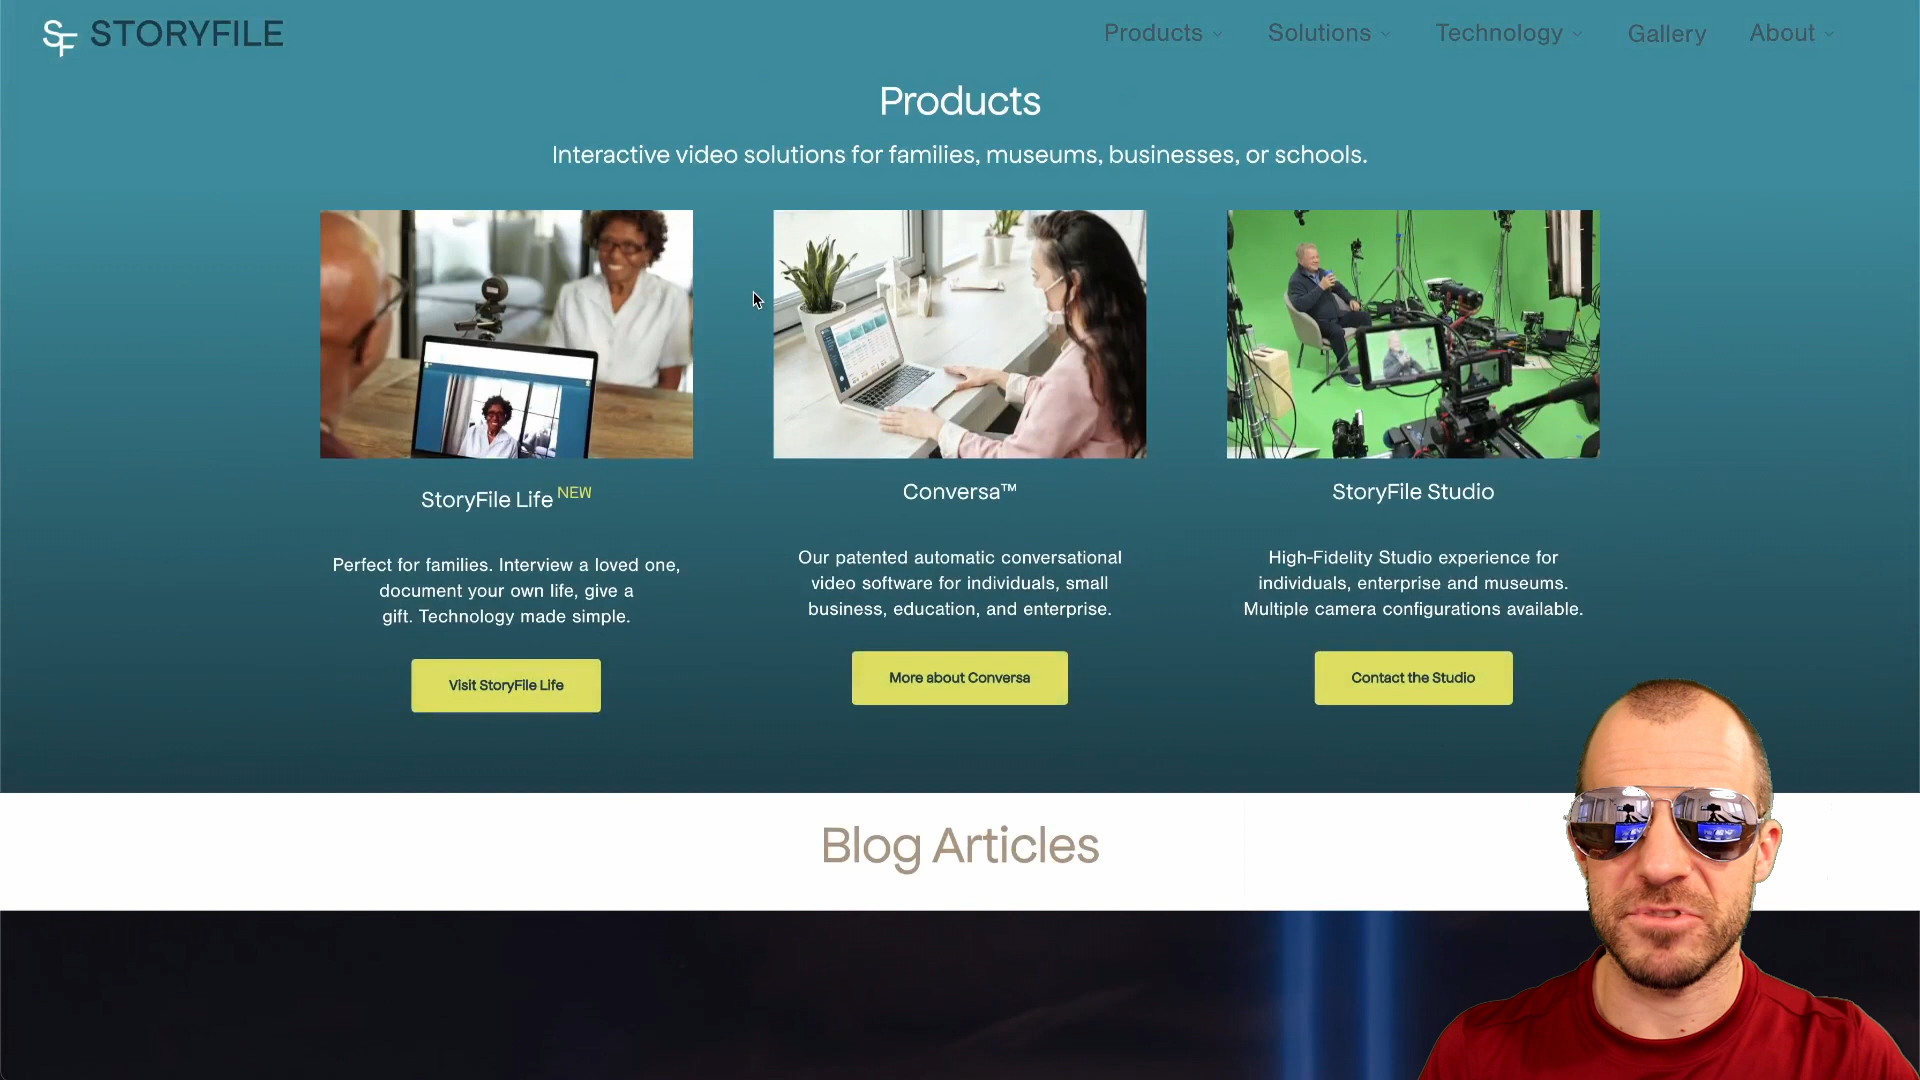 SF STORYFILE
Products
Solutions
Technology
Gallery
About
Products
Interactive video solutions for families, museums, businesses, or schools.
StoryFile Life NEW
Perfect for families. Interview a loved one,
document your own life, give a
gift. Technology made simple.
Visit StoryFile Life
Conversa™
Our patented automatic conversational
video software for individuals, small
business, education, and enterprise.
More about Conversa
StoryFile Studio
High-Fidelity Studio experience for
individuals, enterprise and museums.
Multiple camera configurations available.
Contact the Studio
Blog Articles